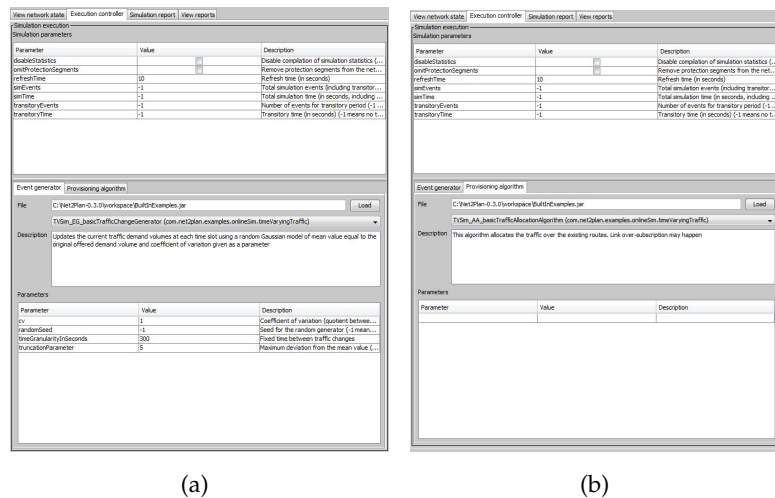 View network state Execution controller Simulation report View reports
Simulation execution
Simulation parameters
Parameter Value Description
disableStatistics Disable compilation of simulation statistics (...
omitProtectionSegments Remove protection segments from the net...
refreshTime 10 Refresh time (in seconds)
simEvents -1 Total simulation events (including transitor...
simTime -1 Total simulation time (in seconds, including ...
transitoryEvents -1 Number of events for transitory period (-1 ...
transitoryTime -1 Transitory time (in seconds) (-1 means no t...
Event generator Provisioning algorithm
File C:\Net2Plan-0.3.0\workspace\BuiltInExamples.jar Load
TVSim_EG_basicTrafficChangeGenerator (com.net2plan.examples.onlineSim.timeVaryingTraffic)
Description Updates the current traffic demand volumes at each time slot using a random Gaussian model of mean value equal to the
original offered demand volume and coefficient of variation given as a parameter
Parameters
Parameter Value Description
cv 1 Coefficient of variation (quotient betwee...
randomSeed -1 Seed for the random generator (-1 mean...
timeGranularityInSeconds 300 Fixed time between traffic changes
truncationParameter 5 Maximum deviation from the mean value (...
(a)
View network state Execution controller Simulation report View reports
Simulation execution
Simulation parameters
Parameter Value Description
disableStatistics Disable compilation of simulation statistics (..
omitProtectionSegments Remove protection segments from the net..
refreshTime 10 Refresh time (in seconds)
simEvents -1 Total simulation events (including transitor..
simTime -1 Total simulation time (in seconds, including ..
transitoryEvents -1 Number of events for transitory period (-1 ..
transitoryTime -1 Transitory time (in seconds) (-1 means no t..
Event generator Provisioning algorithm
File C:\Net2Plan-0.3.0\workspace\BuiltInExamples.jar Load
TVSim_AA_basicTrafficAllocationAlgorithm (com.net2plan.examples.onlineSim.timeVaryingTraffic)
Description This algorithm allocates the traffic over the existing routes. Link over-subscription may happen
Parameters
Parameter Value Description
(b)